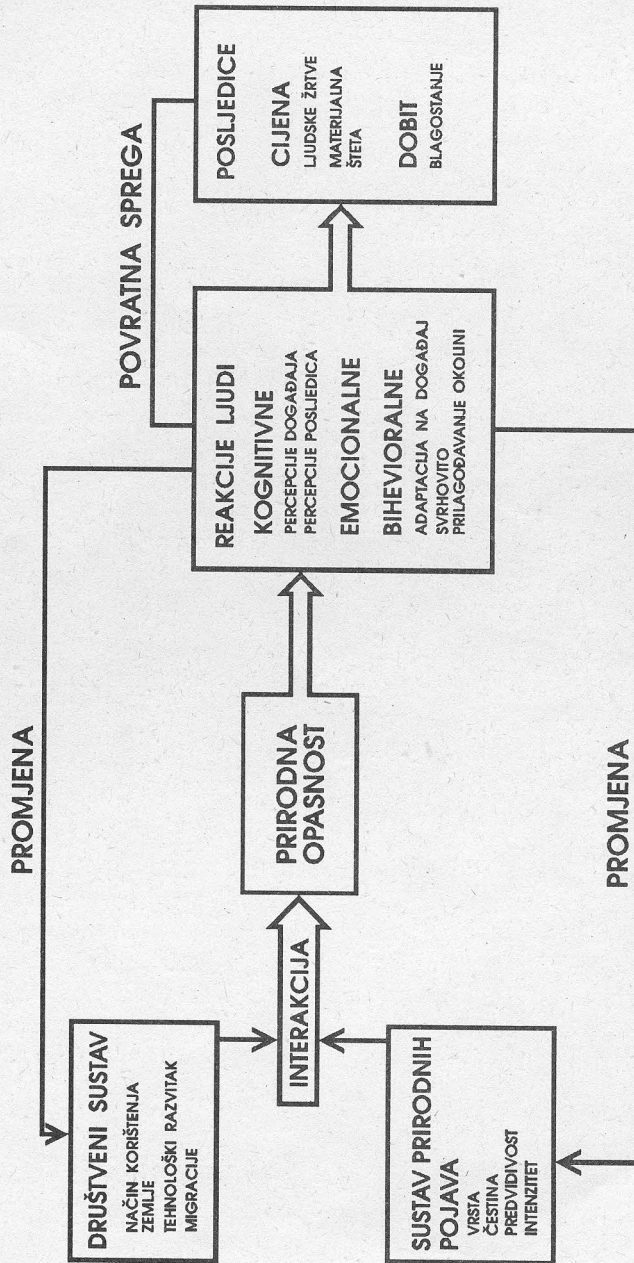 PROMJENA
DRUŠTVENI SUSTAV
NAČIN KORIŠTENJA
ZEMLJE
TEHNOLOŠKI RAZVITAK
MIGRACIJE
SUSTAV PRIRODNIH
POJAVA
VRSTA
ČESTINA
PREDVIDIVOST
INTENZITET
INTERAKCIJA
PRIRODNA
OPASNOST
REAKCIJE LJUDI
KOGNITIVNE
PERCEPCIJE DOGAĐAJA
PERCEPCIJE POSLJEDICA
EMOCIONALNE
BIHEVIORALNE
ADAPTACIJA NA DOGAĐAJ
SVRHOVITO
PRILAGOĐAVANJE OKOLINI
POVRATNA SPREGA
POSLJEDICE
CIJENA
LJUDSKE ŽRTVE
MATERIJALNA
ŠTETA
DOBIT
BLAGOSTANJE
PROMJENA